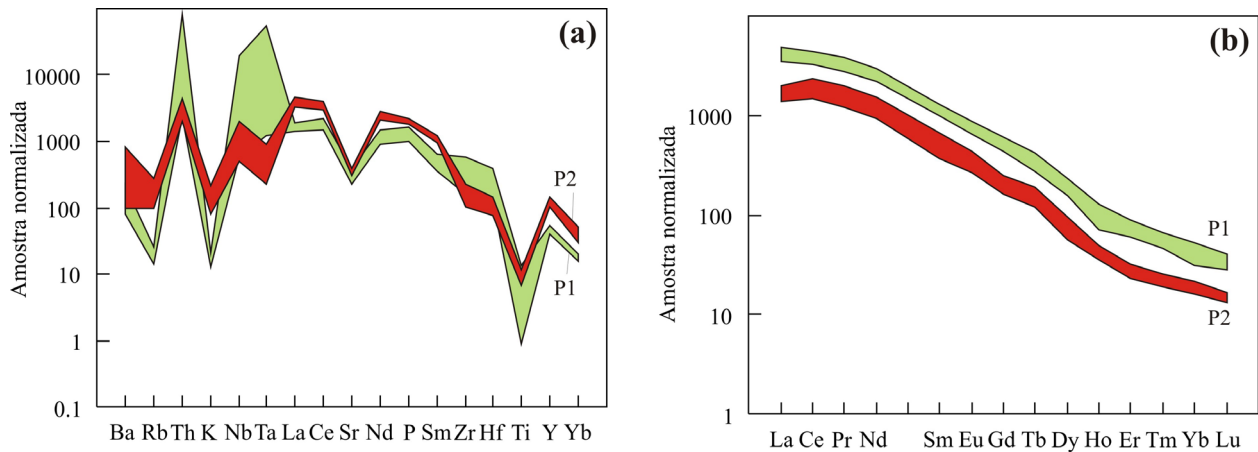 (a)
Amostra normalizada
10000
1000
100
10
1
0.1
P2
P1
Ba Rb Th K Nb Ta La Ce Sr Nd P Sm Zr Hf Ti Y Yb
(b)
Amostra normalizada
1000
100
10
1
P1
P2
La Ce Pr Nd Sm Eu Gd Tb Dy Ho Er Tm Yb Lu